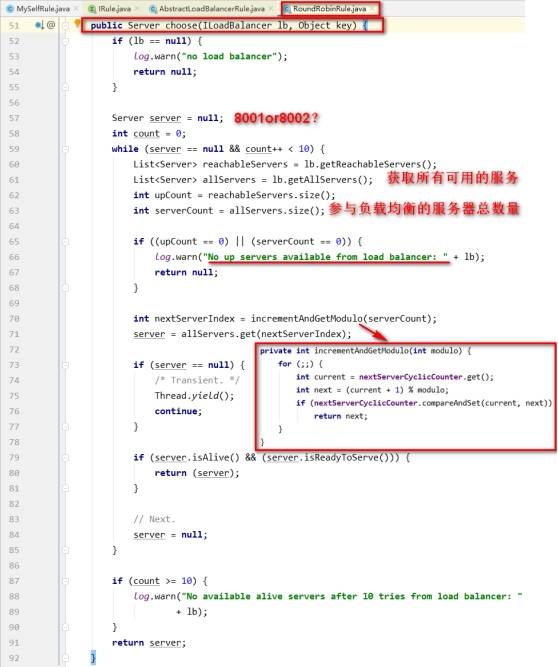 MySelfRule.java × IRule.java × AbstractLoadBalancerRule.java × RoundRobinRule.java ×
51 @ public Server choose(ILoadBalancer lb, Object key) {
52 if (lb == null) {
53 log.warn("no load balancer");
54 return null;
55 }
56
57 Server server = null; 8001or8002？
58 int count = 0;
59 while (server == null && count++ < 10) {
60 List<Server> reachableServers = lb.getReachableServers();
61 List<Server> allServers = lb.getAllServers(); 获取所有可用的服务
62 int upCount = reachableServers.size();
63 int serverCount = allServers.size(); 参与负载均衡的服务器总数量
64
65 if ((upCount == 0) || (serverCount == 0)) {
66 log.warn("No up servers available from load balancer: " + lb);
67 return null;
68 }
69
70 int nextServerIndex = incrementAndGetModulo(serverCount);
71 server = allServers.get(nextServerIndex);
72
private int incrementAndGetModulo(int modulo) {
for (;;) {
int current = nextServerCyclicCounter.get();
int next = (current + 1) % modulo;
if (nextServerCyclicCounter.compareAndSet(current, next))
return next;
}
}
73 if (server == null) {
74 /* Transient. */
75 Thread.yield();
76 continue;
77 }
78
79 if (server.isAlive() && (server.isReadyToServe())) {
80 return (server);
81 }
82
83 // Next.
84 server = null;
85 }
86
87 if (count >= 10) {
88 log.warn("No available alive servers after 10 tries from load balancer: "
89 + lb);
90 }
91 return server;
92 }